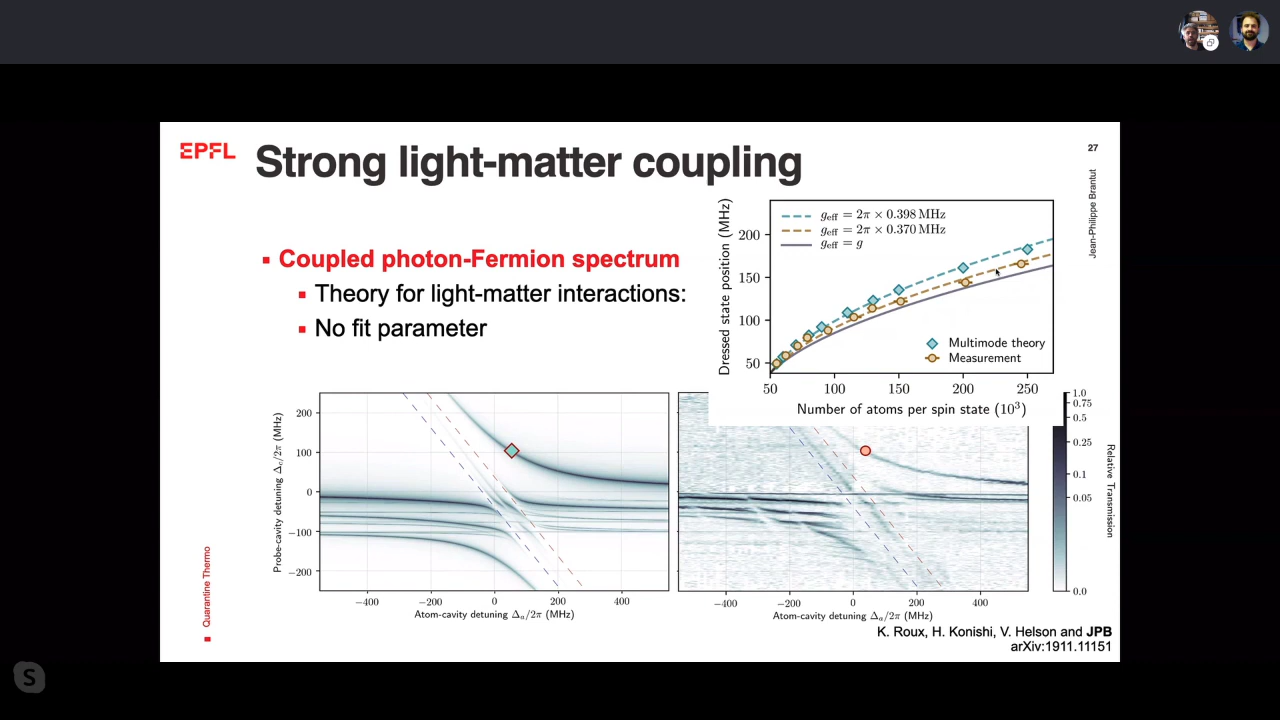 EPFL
Strong light-matter coupling
27
Jean-Philippe Brantut
Coupled photon-Fermion spectrum
Theory for light-matter interactions:
No fit parameter
Dressed state position (MHz)
200
150
100
50
g_eff = 2π × 0.398 MHz
g_eff = 2π × 0.370 MHz
g_eff = g
Multimode theory
Measurement
50 100 150 200 250
Number of atoms per spin state (10³)
Probe-cavity detuning Δ_c/2π (MHz)
200
100
0
−100
−200
−400 −200 0 200 400
Atom-cavity detuning Δ_a/2π (MHz)
−400 −200 0 200 400
Atom-cavity detuning Δ_a/2π (MHz)
1.0
0.75
0.5
0.25
0.1
0.05
0.0
Relative Transmission
Quarantine Thermo
K. Roux, H. Konishi, V. Helson and JPB
arXiv:1911.11151
S